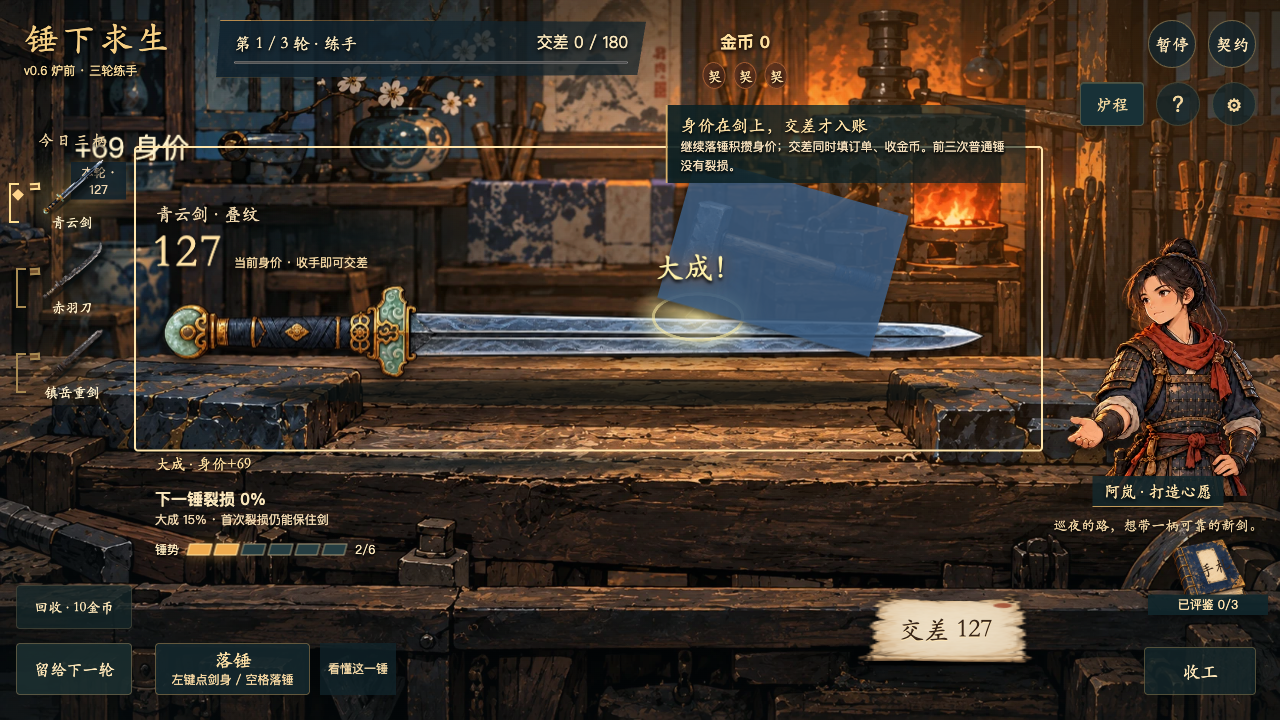 锤下求生
v0.6 炉前 · 三轮练手
第 1 / 3 轮 · 练手
交差 0 / 180
金币 0
契 契 契
暂停
契约
炉程
?
身价在剑上，交差才入账
继续落锤积攒身价；交差同时填订单、收金币。前三次普通锤
没有裂损。
今日三
+69 身价
本轮 ·
127
青云剑
赤羽刀
镇岳重剑
青云剑 · 叠纹
127
当前身价 · 收手即可交差
大成！
大成 · 身价+69
下一锤裂损 0%
大成 15% · 首次裂损仍能保住剑
锤势
2/6
阿岚 · 打造心愿
巡夜的路，想带一柄可靠的新剑。
手
已评鉴 0/3
回收 · 10金币
留给下一轮
落锤
左键点剑身 / 空格落锤
看懂这一锤
交差 127
收工